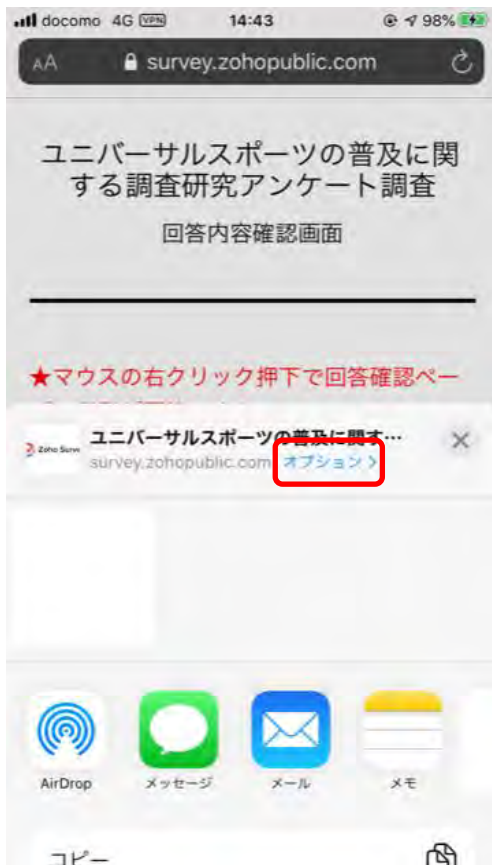 docomo 4G VPN 14:43 98%
AA survey.zohopublic.com
ユニバーサルスポーツの普及に関
する調査研究アンケート調査
回答内容確認画面
★マウスの右クリック押下で回答確認ペー
Zoho Surve ユニバーサルスポーツの普及に関す…
survey.zohopublic.com オプション >
AirDrop メッセージ メール メモ
コピー